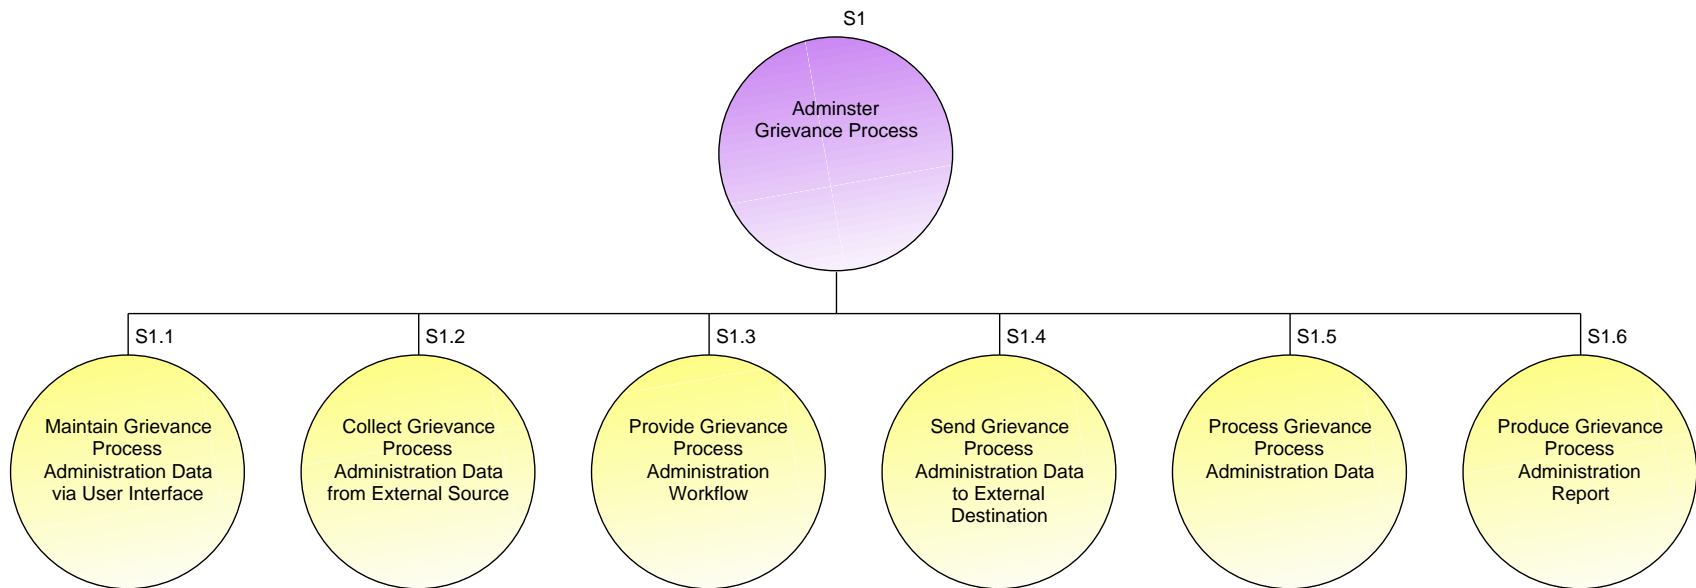 S1
Adminster
Grievance Process
S1.1
Maintain Grievance
Process
Administration Data
via User Interface
S1.2
Collect Grievance
Process
Administration Data
from External Source
S1.3
Provide Grievance
Process
Administration
Workflow
S1.4
Send Grievance
Process
Administration Data
to External
Destination
S1.5
Process Grievance
Process
Administration Data
S1.6
Produce Grievance
Process
Administration
Report